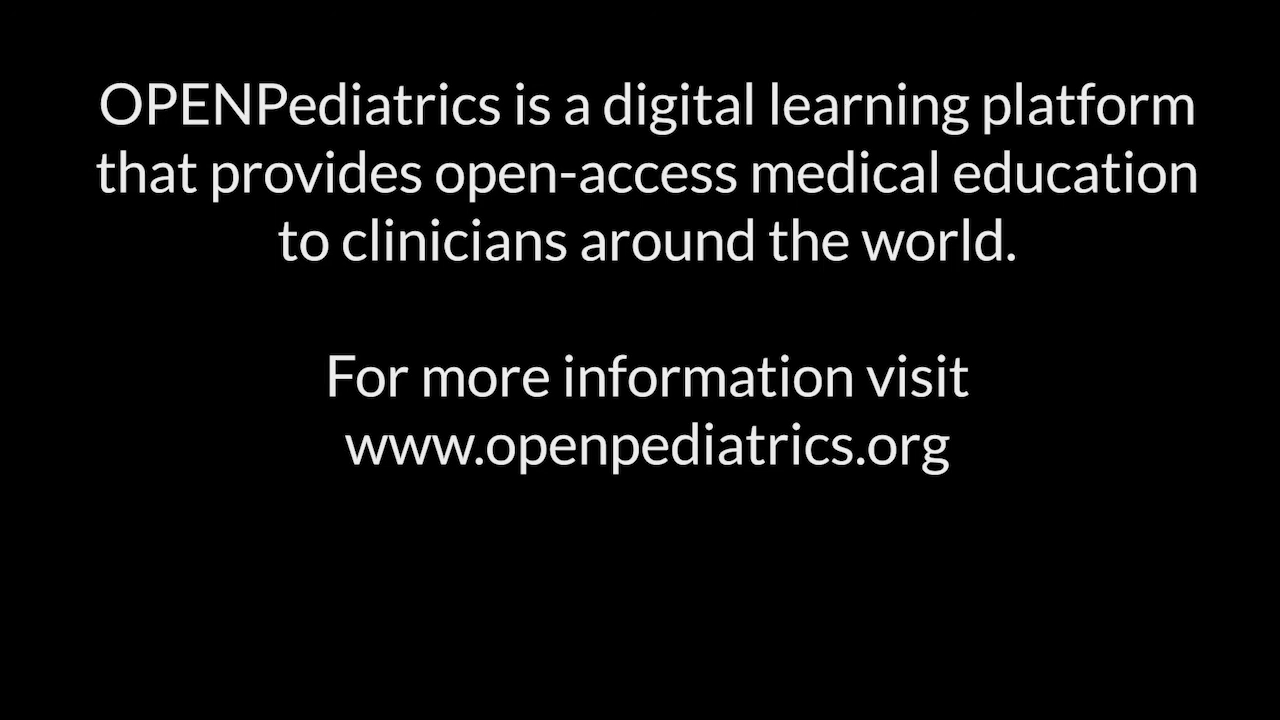 OPENPediatrics is a digital learning platform
that provides open-access medical education
to clinicians around the world.
For more information visit
www.openpediatrics.org